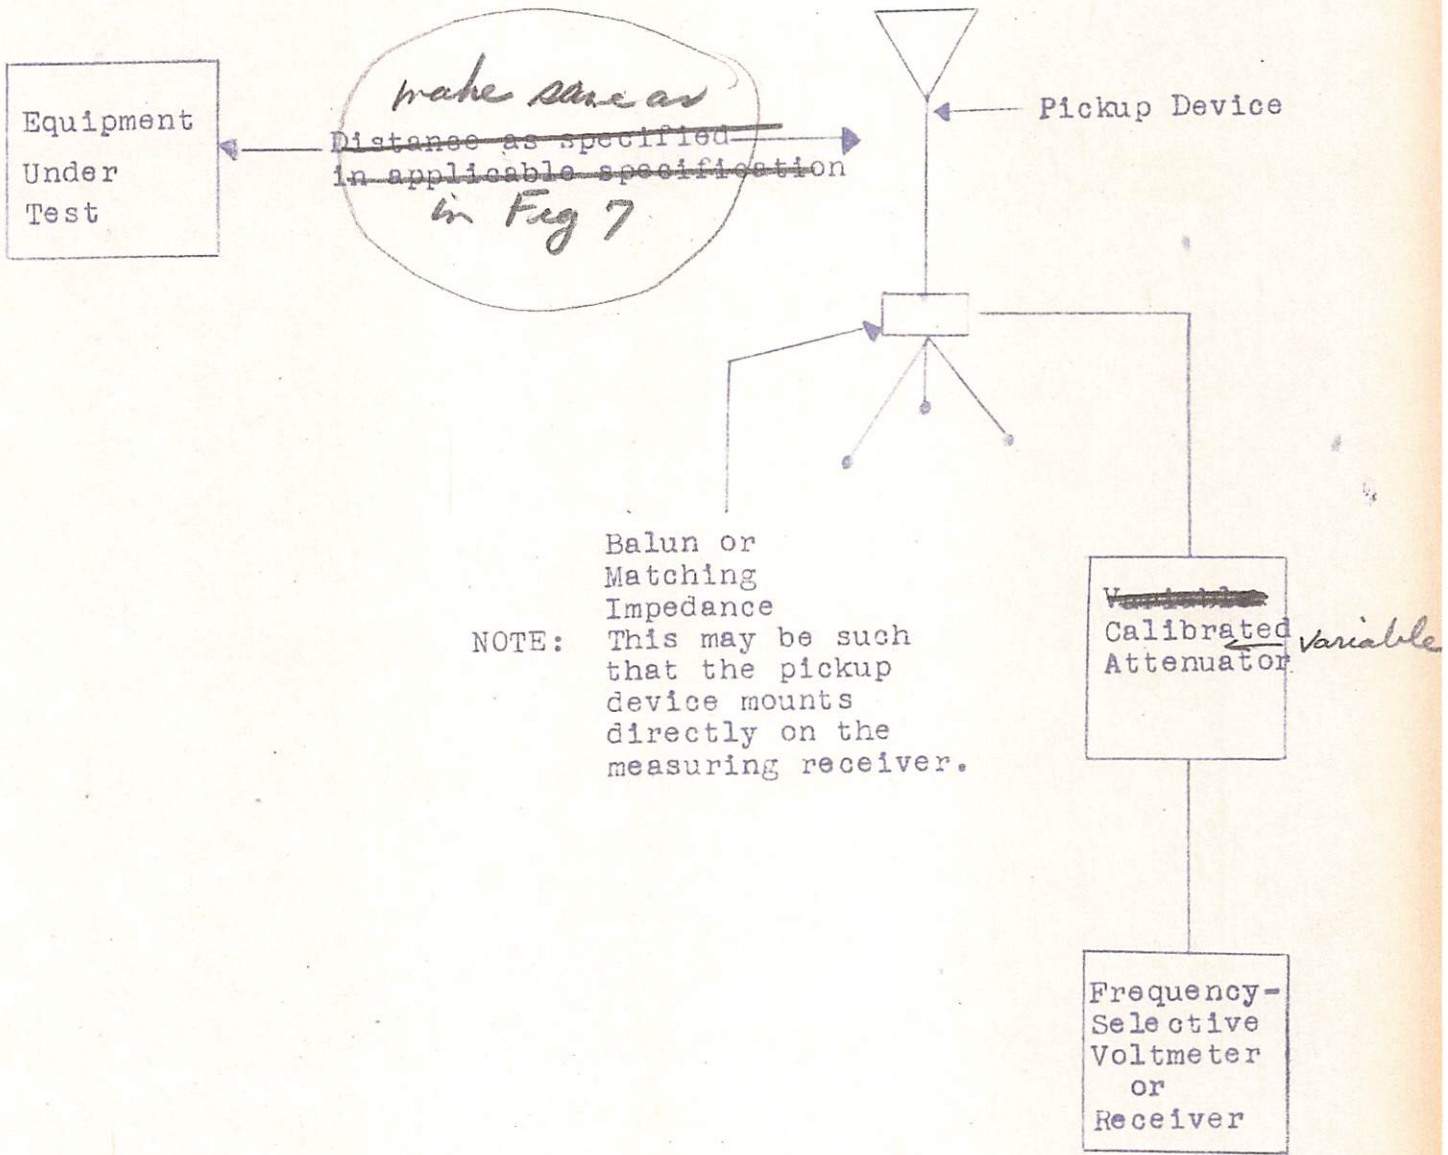 Equipment
Under
Test
make same as
Distance as specified
in applicable specification
in Fig 7
Pickup Device
Balun or
Matching
Impedance
NOTE: This may be such
that the pickup
device mounts
directly on the
measuring receiver.
Variable
Calibrated variable
Attenuator
Frequency-
Selective
Voltmeter
or
Receiver